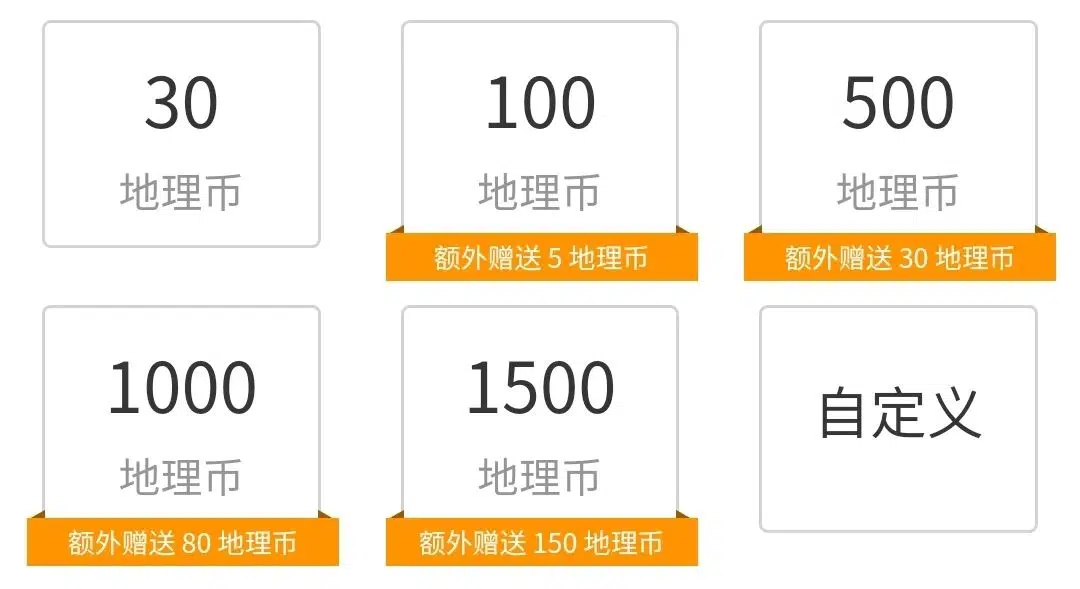 30
地理币
100
地理币
额外赠送 5 地理币
500
地理币
额外赠送 30 地理币
1000
地理币
额外赠送 80 地理币
1500
地理币
额外赠送 150 地理币
自定义